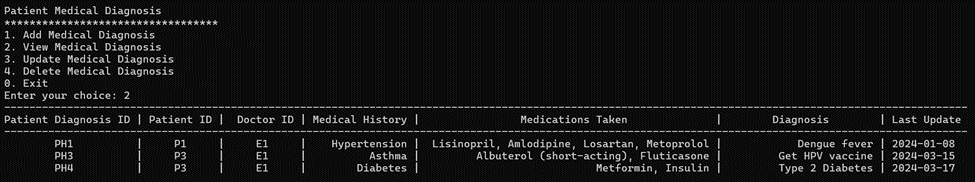 Patient Medical Diagnosis
**********************************
1. Add Medical Diagnosis
2. View Medical Diagnosis
3. Update Medical Diagnosis
4. Delete Medical Diagnosis
0. Exit
Enter your choice: 2
Patient Diagnosis ID | Patient ID | Doctor ID | Medical History | Medications Taken | Diagnosis | Last Update
PH1 | P1 | E1 | Hypertension | Lisinopril, Amlodipine, Losartan, Metoprolol | Dengue fever | 2024-01-08
PH3 | P3 | E1 | Asthma | Albuterol (short-acting), Fluticasone | Get HPV vaccine | 2024-03-15
PH4 | P3 | E1 | Diabetes | Metformin, Insulin | Type 2 Diabetes | 2024-03-17